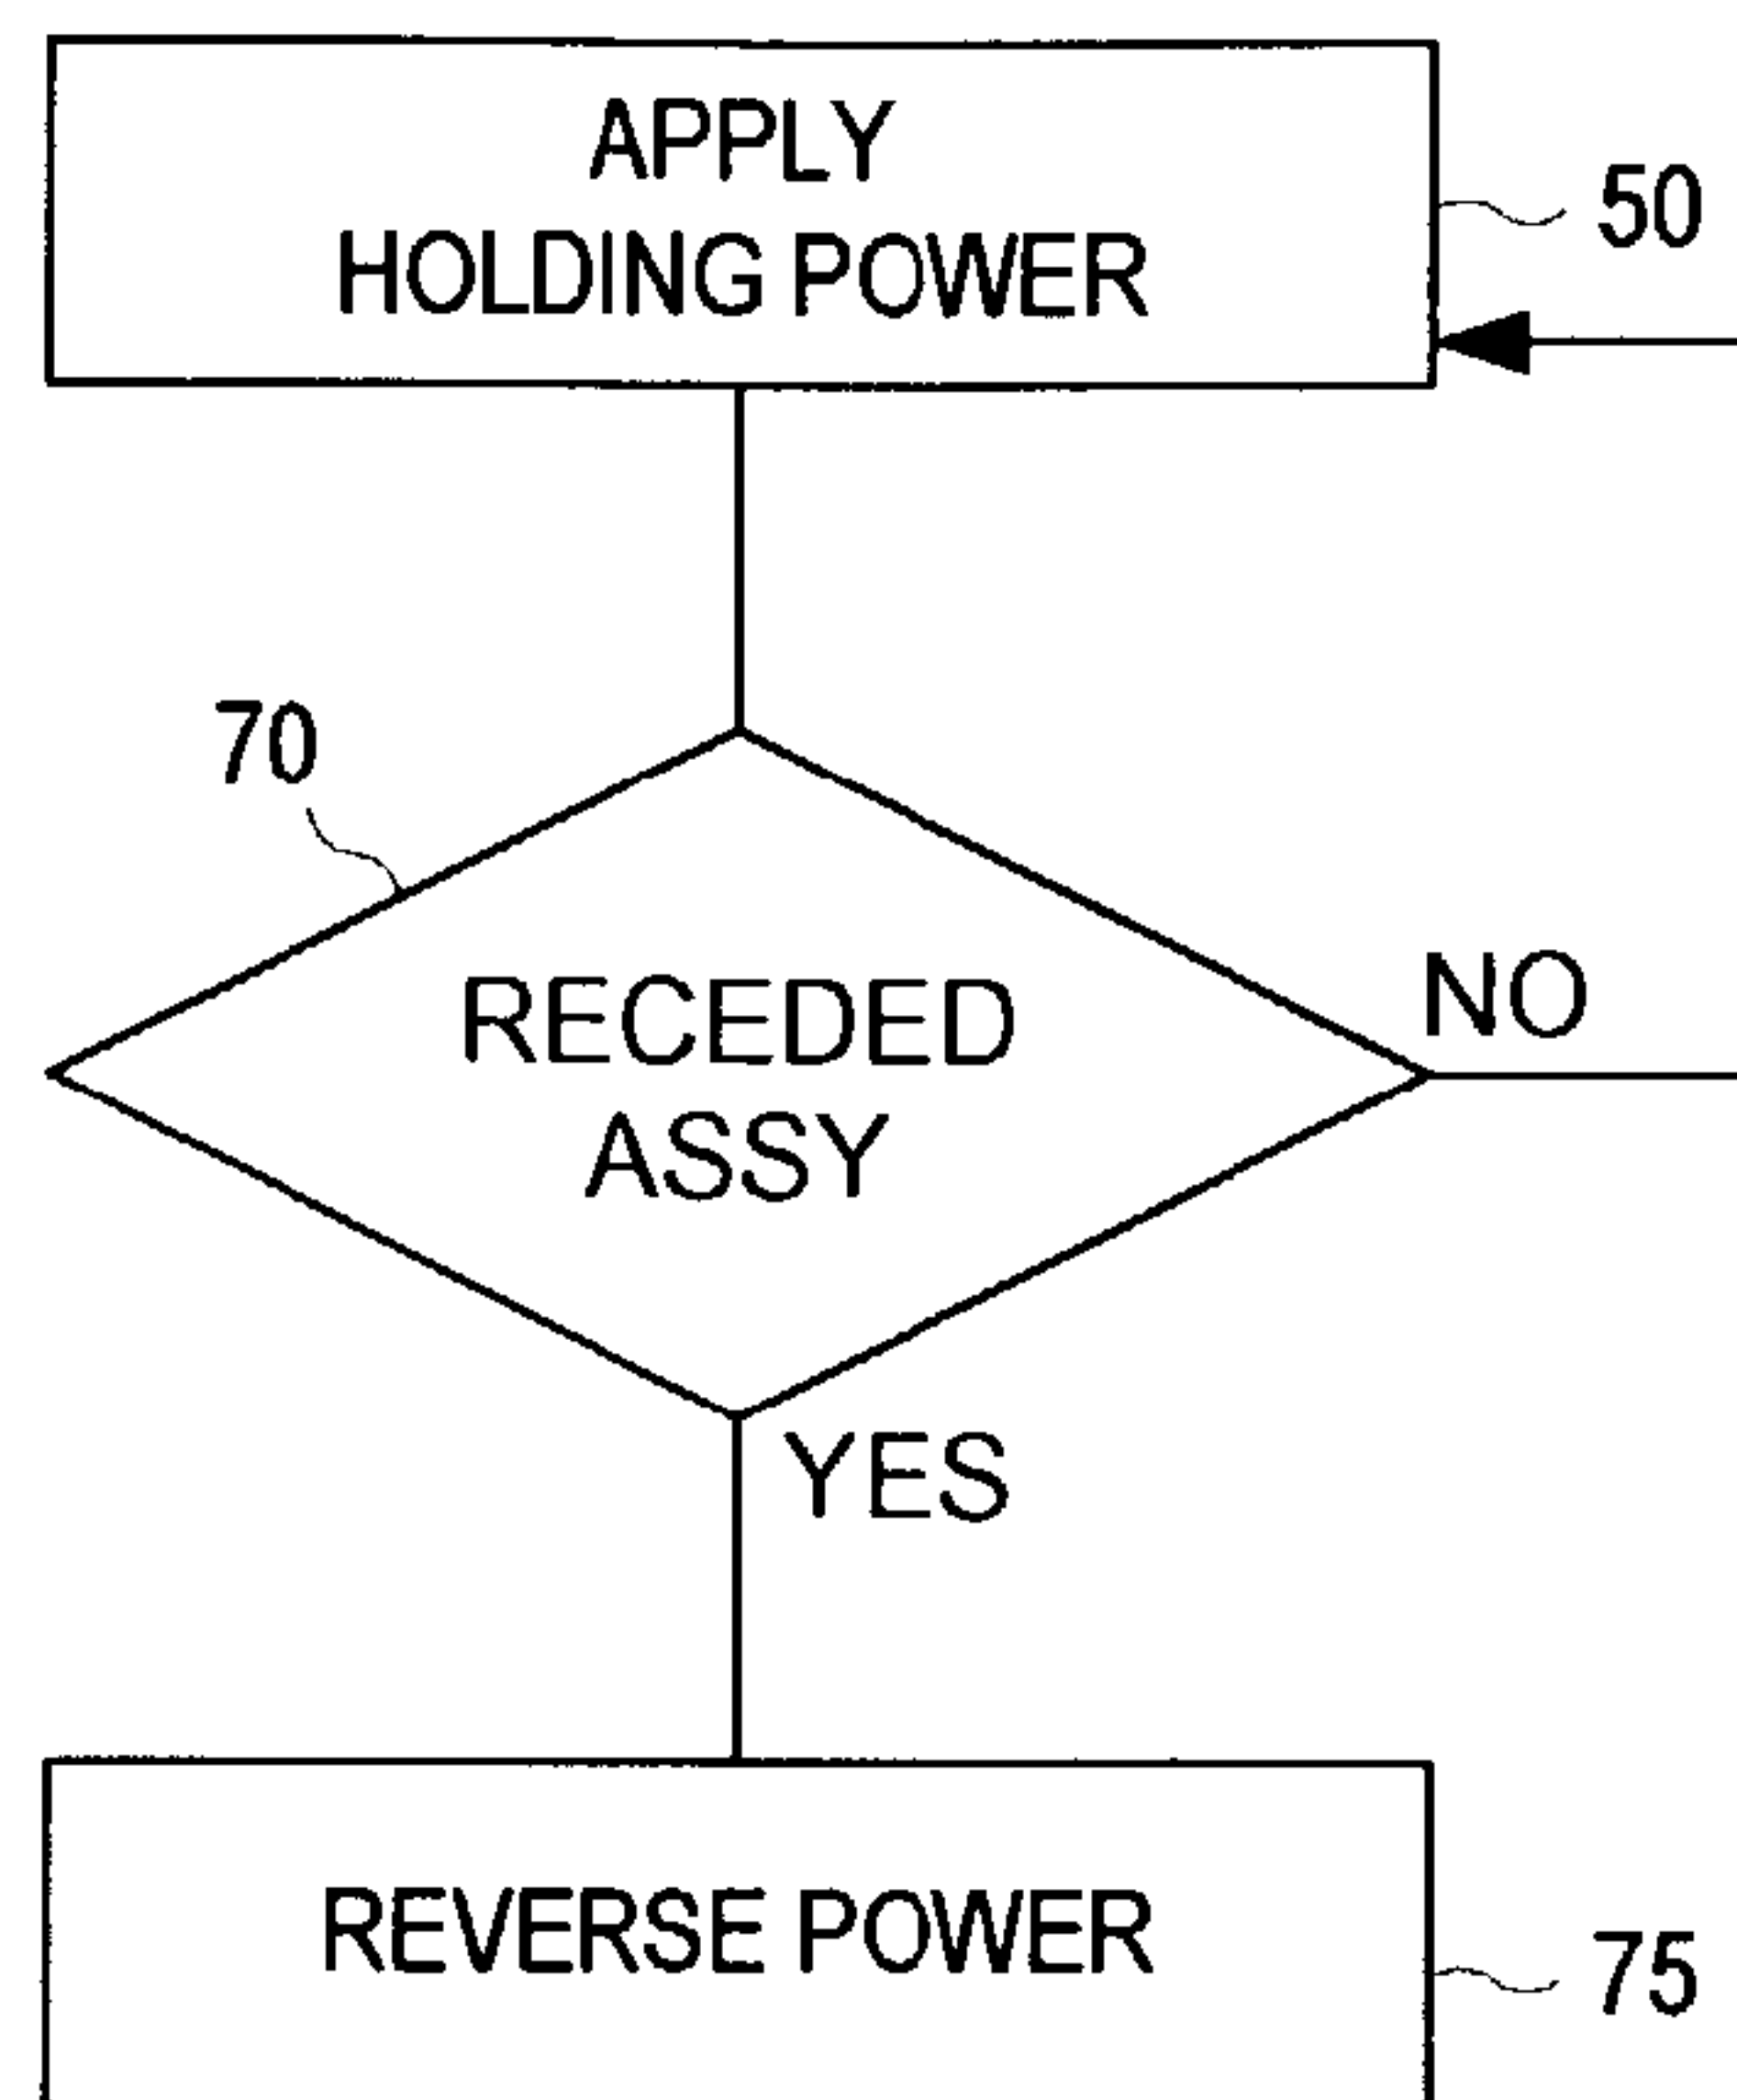 APPLY
HOLDING POWER
50
70
RECEDED
ASSY
NO
YES
REVERSE POWER
75